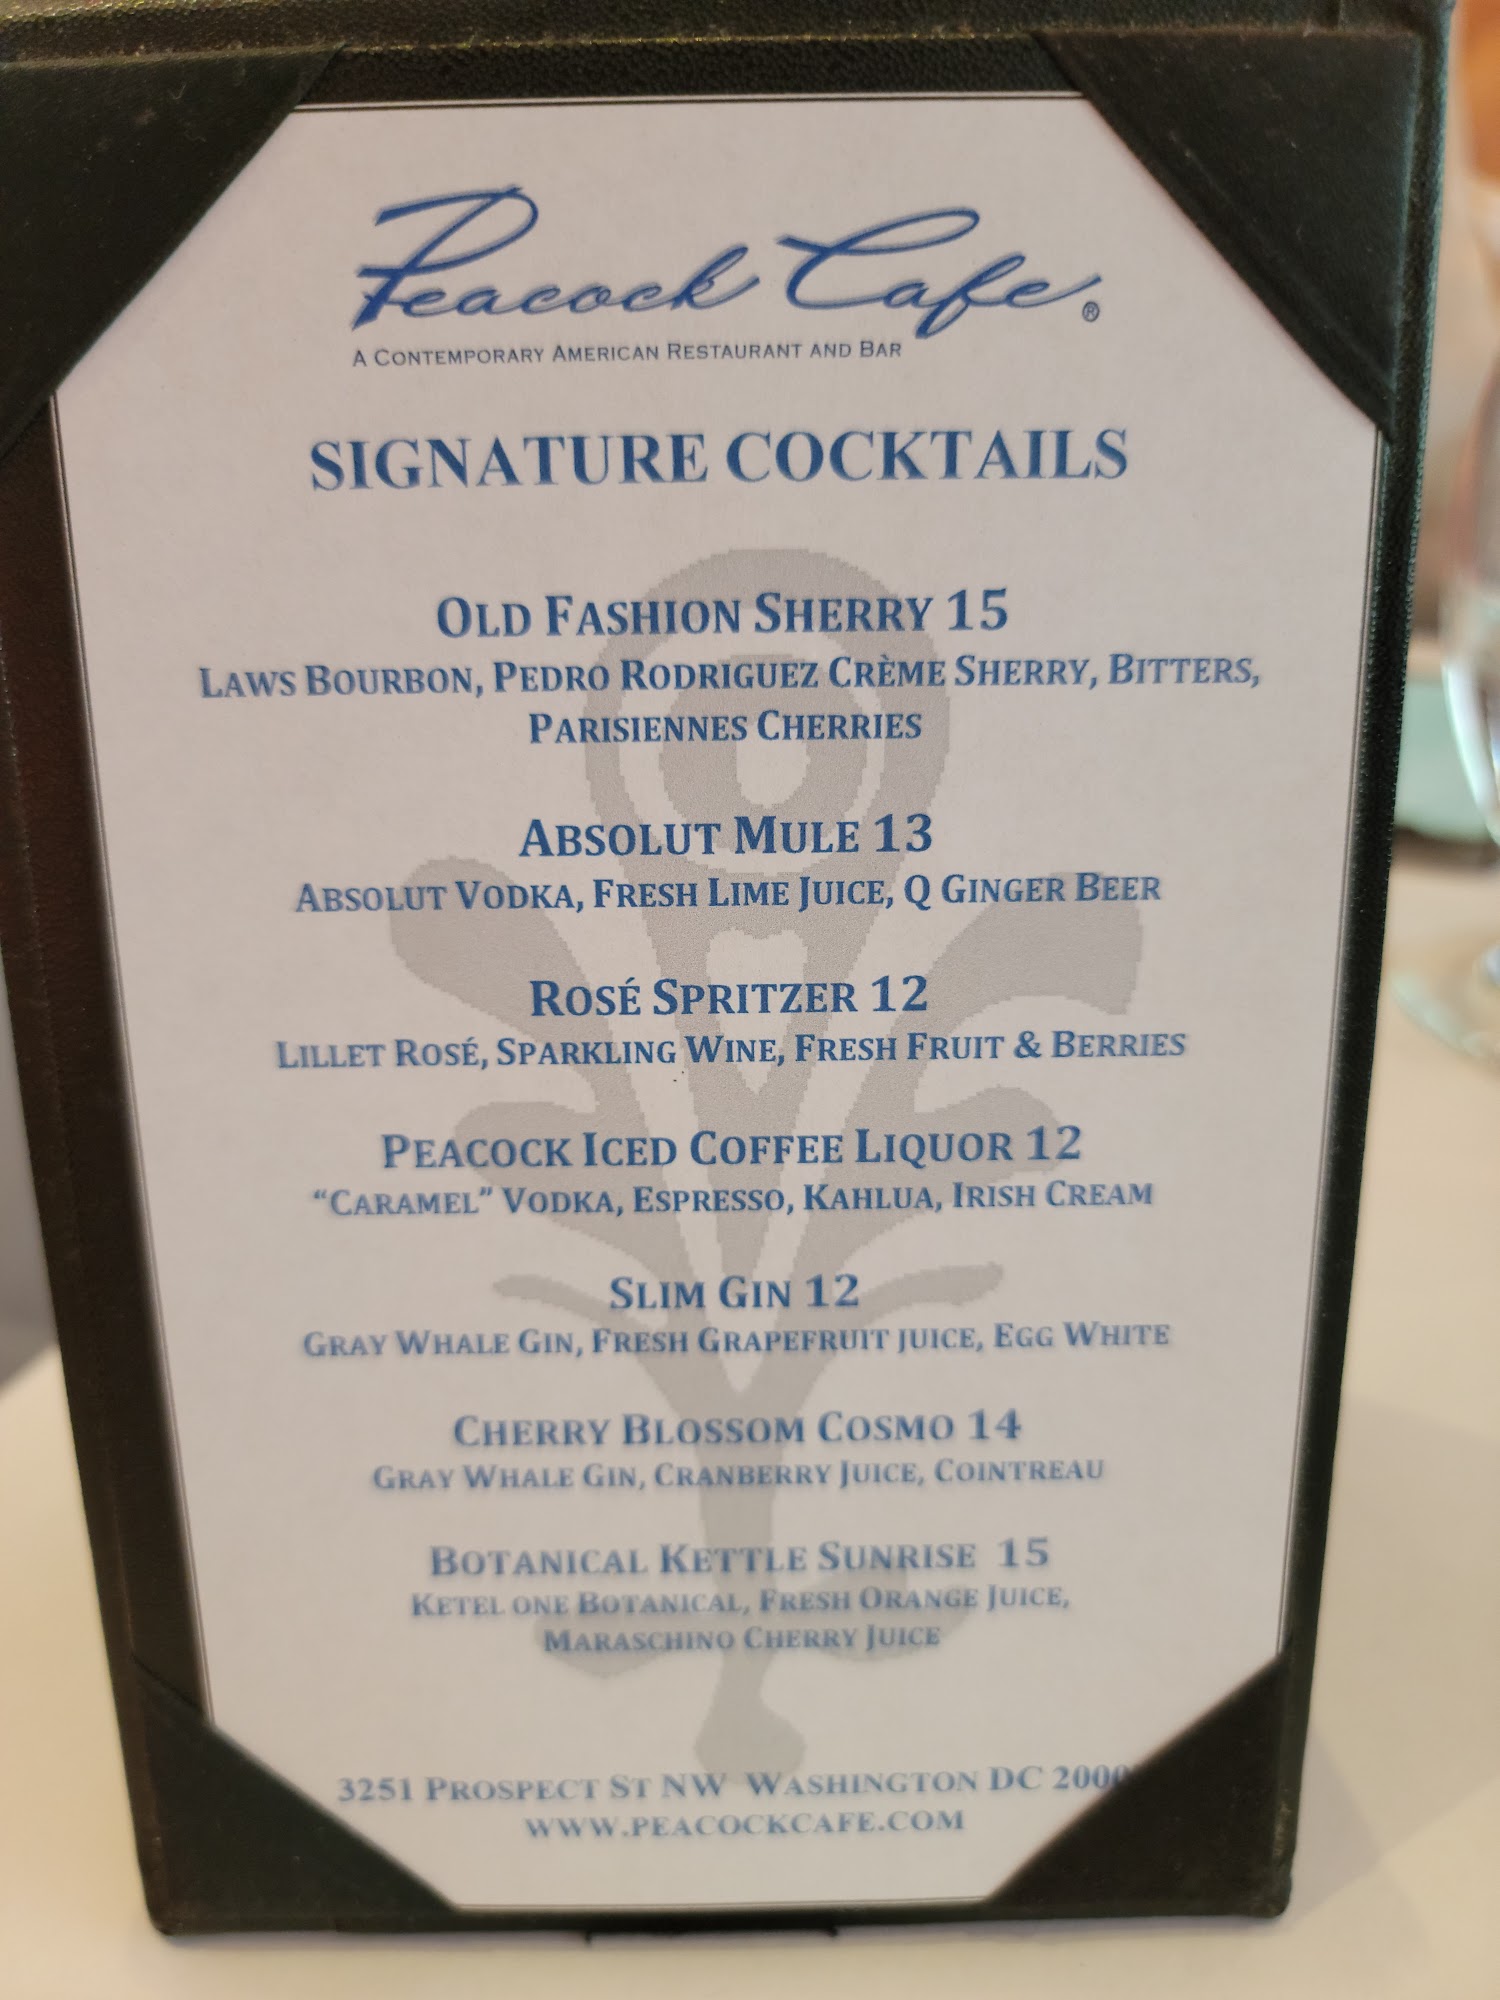 Peacock Cafe®
A Contemporary American Restaurant and Bar
SIGNATURE COCKTAILS
Old Fashion Sherry 15
Laws Bourbon, Pedro Rodriguez Crème Sherry, Bitters,
Parisiennes Cherries
Absolut Mule 13
Absolut Vodka, Fresh Lime Juice, Q Ginger Beer
Rosé Spritzer 12
Lillet Rosé, Sparkling Wine, Fresh Fruit & Berries
Peacock Iced Coffee Liquor 12
“Caramel” Vodka, Espresso, Kahlua, Irish Cream
Slim Gin 12
Gray Whale Gin, Fresh Grapefruit juice, Egg White
Cherry Blossom Cosmo 14
Gray Whale Gin, Cranberry Juice, Cointreau
Botanical Kettle Sunrise 15
Ketel one Botanical, Fresh Orange Juice,
Maraschino Cherry Juice
3251 Prospect St NW Washington DC
www.peacockcafe.com